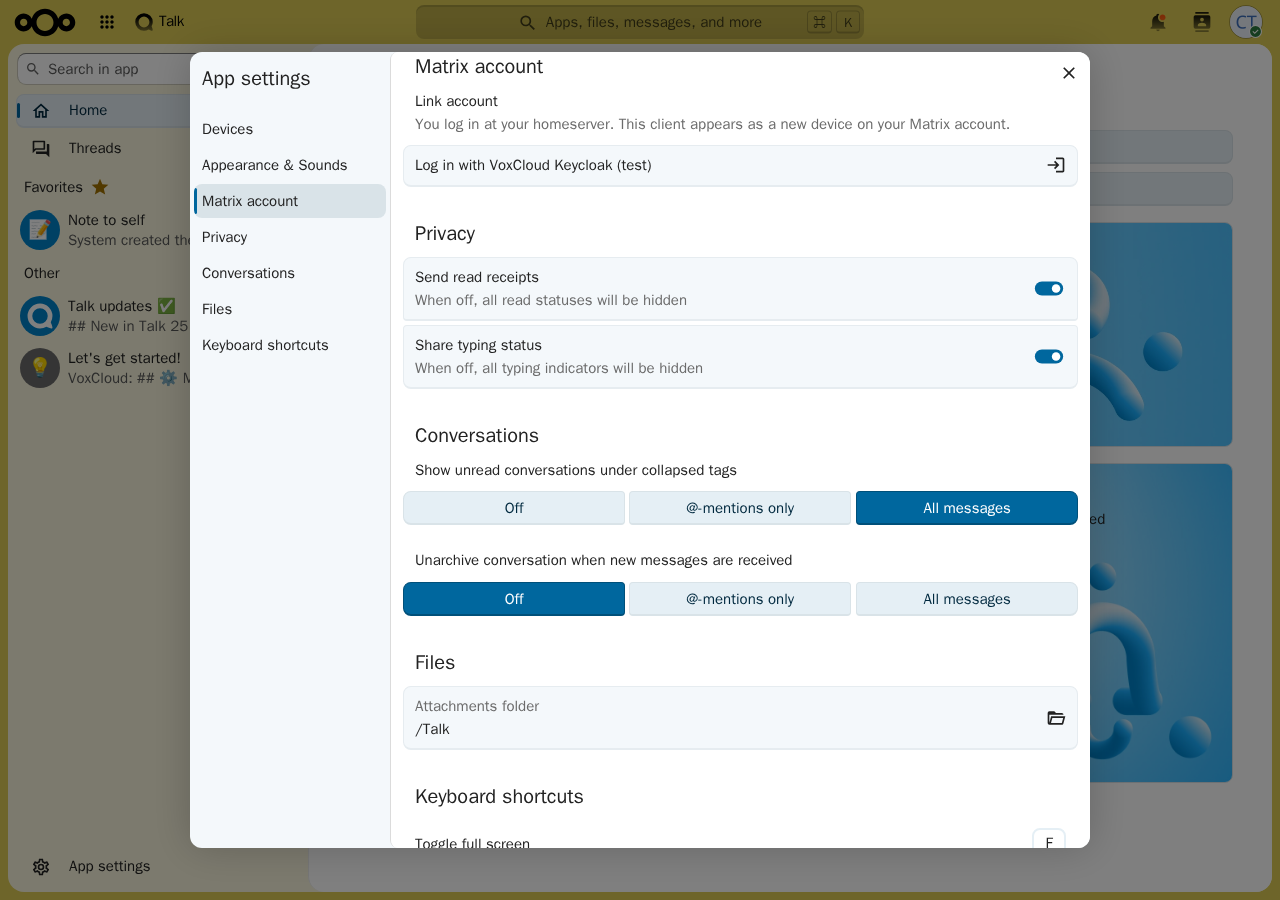 Talk
Apps, files, messages, and more
⌘ K
CT
Search in app
Home
Threads
Favorites
Note to self
System created the
Other
Talk updates ✅
## New in Talk 25
Let's get started!
VoxCloud: ## ⚙️ M
App settings
App settings
Devices
Appearance & Sounds
Matrix account
Privacy
Conversations
Files
Keyboard shortcuts
Matrix account
Link account
You log in at your homeserver. This client appears as a new device on your Matrix account.
Log in with VoxCloud Keycloak (test)
Privacy
Send read receipts
When off, all read statuses will be hidden
Share typing status
When off, all typing indicators will be hidden
Conversations
Show unread conversations under collapsed tags
Off @-mentions only All messages
Unarchive conversation when new messages are received
Off @-mentions only All messages
Files
Attachments folder
/Talk
Keyboard shortcuts
Toggle full screen F
ed